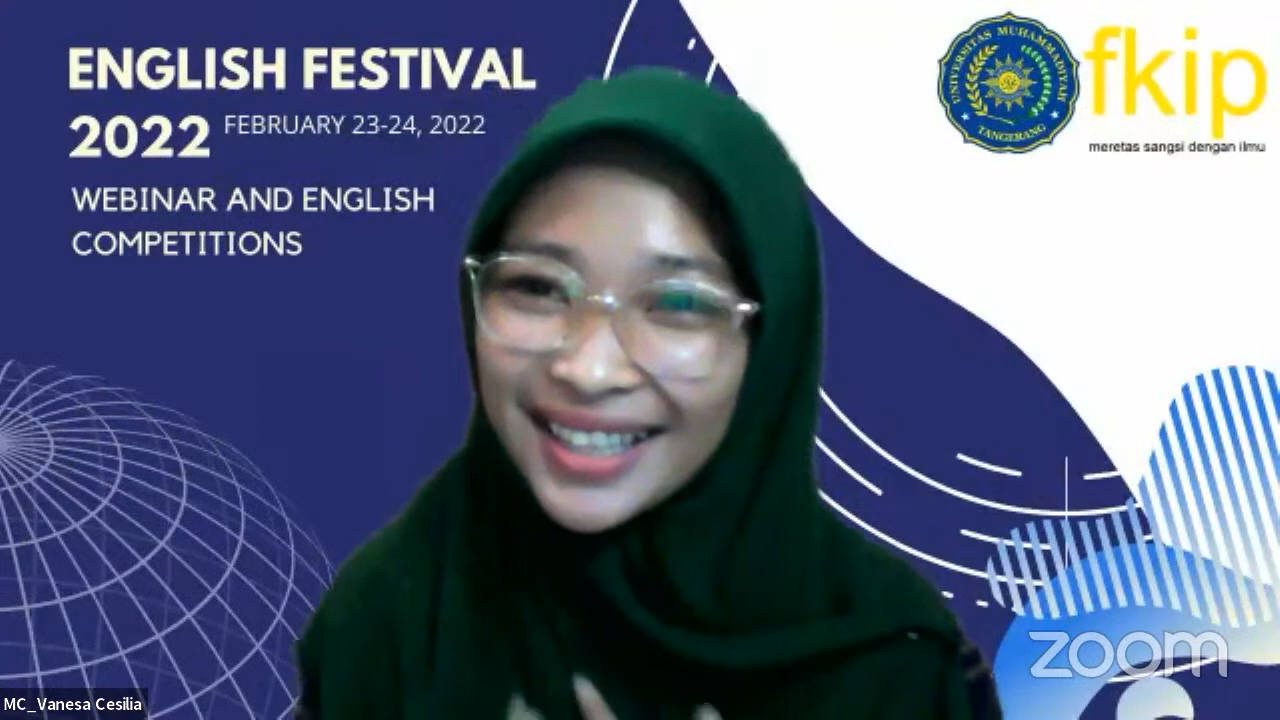 ENGLISH FESTIVAL
2022 FEBRUARY 23-24, 2022
WEBINAR AND ENGLISH
COMPETITIONS
UNIVERSITAS MUHAMMADIYAH
TANGERANG
fkip
meretas sangsi dengan ilmu
zoom
MC_Vanesa Cesilia